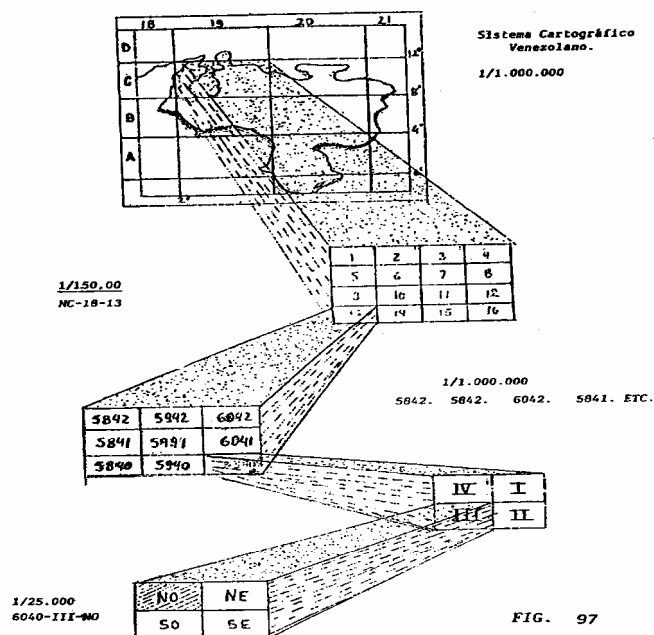 18 19 20 21
Sistema Cartográfico
Venezolano.
D
12°
C
1/1.000.000
8°
B
4°
A
1 2 3 4
5 6 7 8
1/150,00
NC-18-13
3 10 11 12
14 15 16
1/1.000.000
5842. 5842. 6042. 5841. ETC.
5842 5942 6042
5841 5941 6041
5840 5940
IV I
III II
NO NE
1/25.000
6040-III-NO
SO SE
FIG. 97